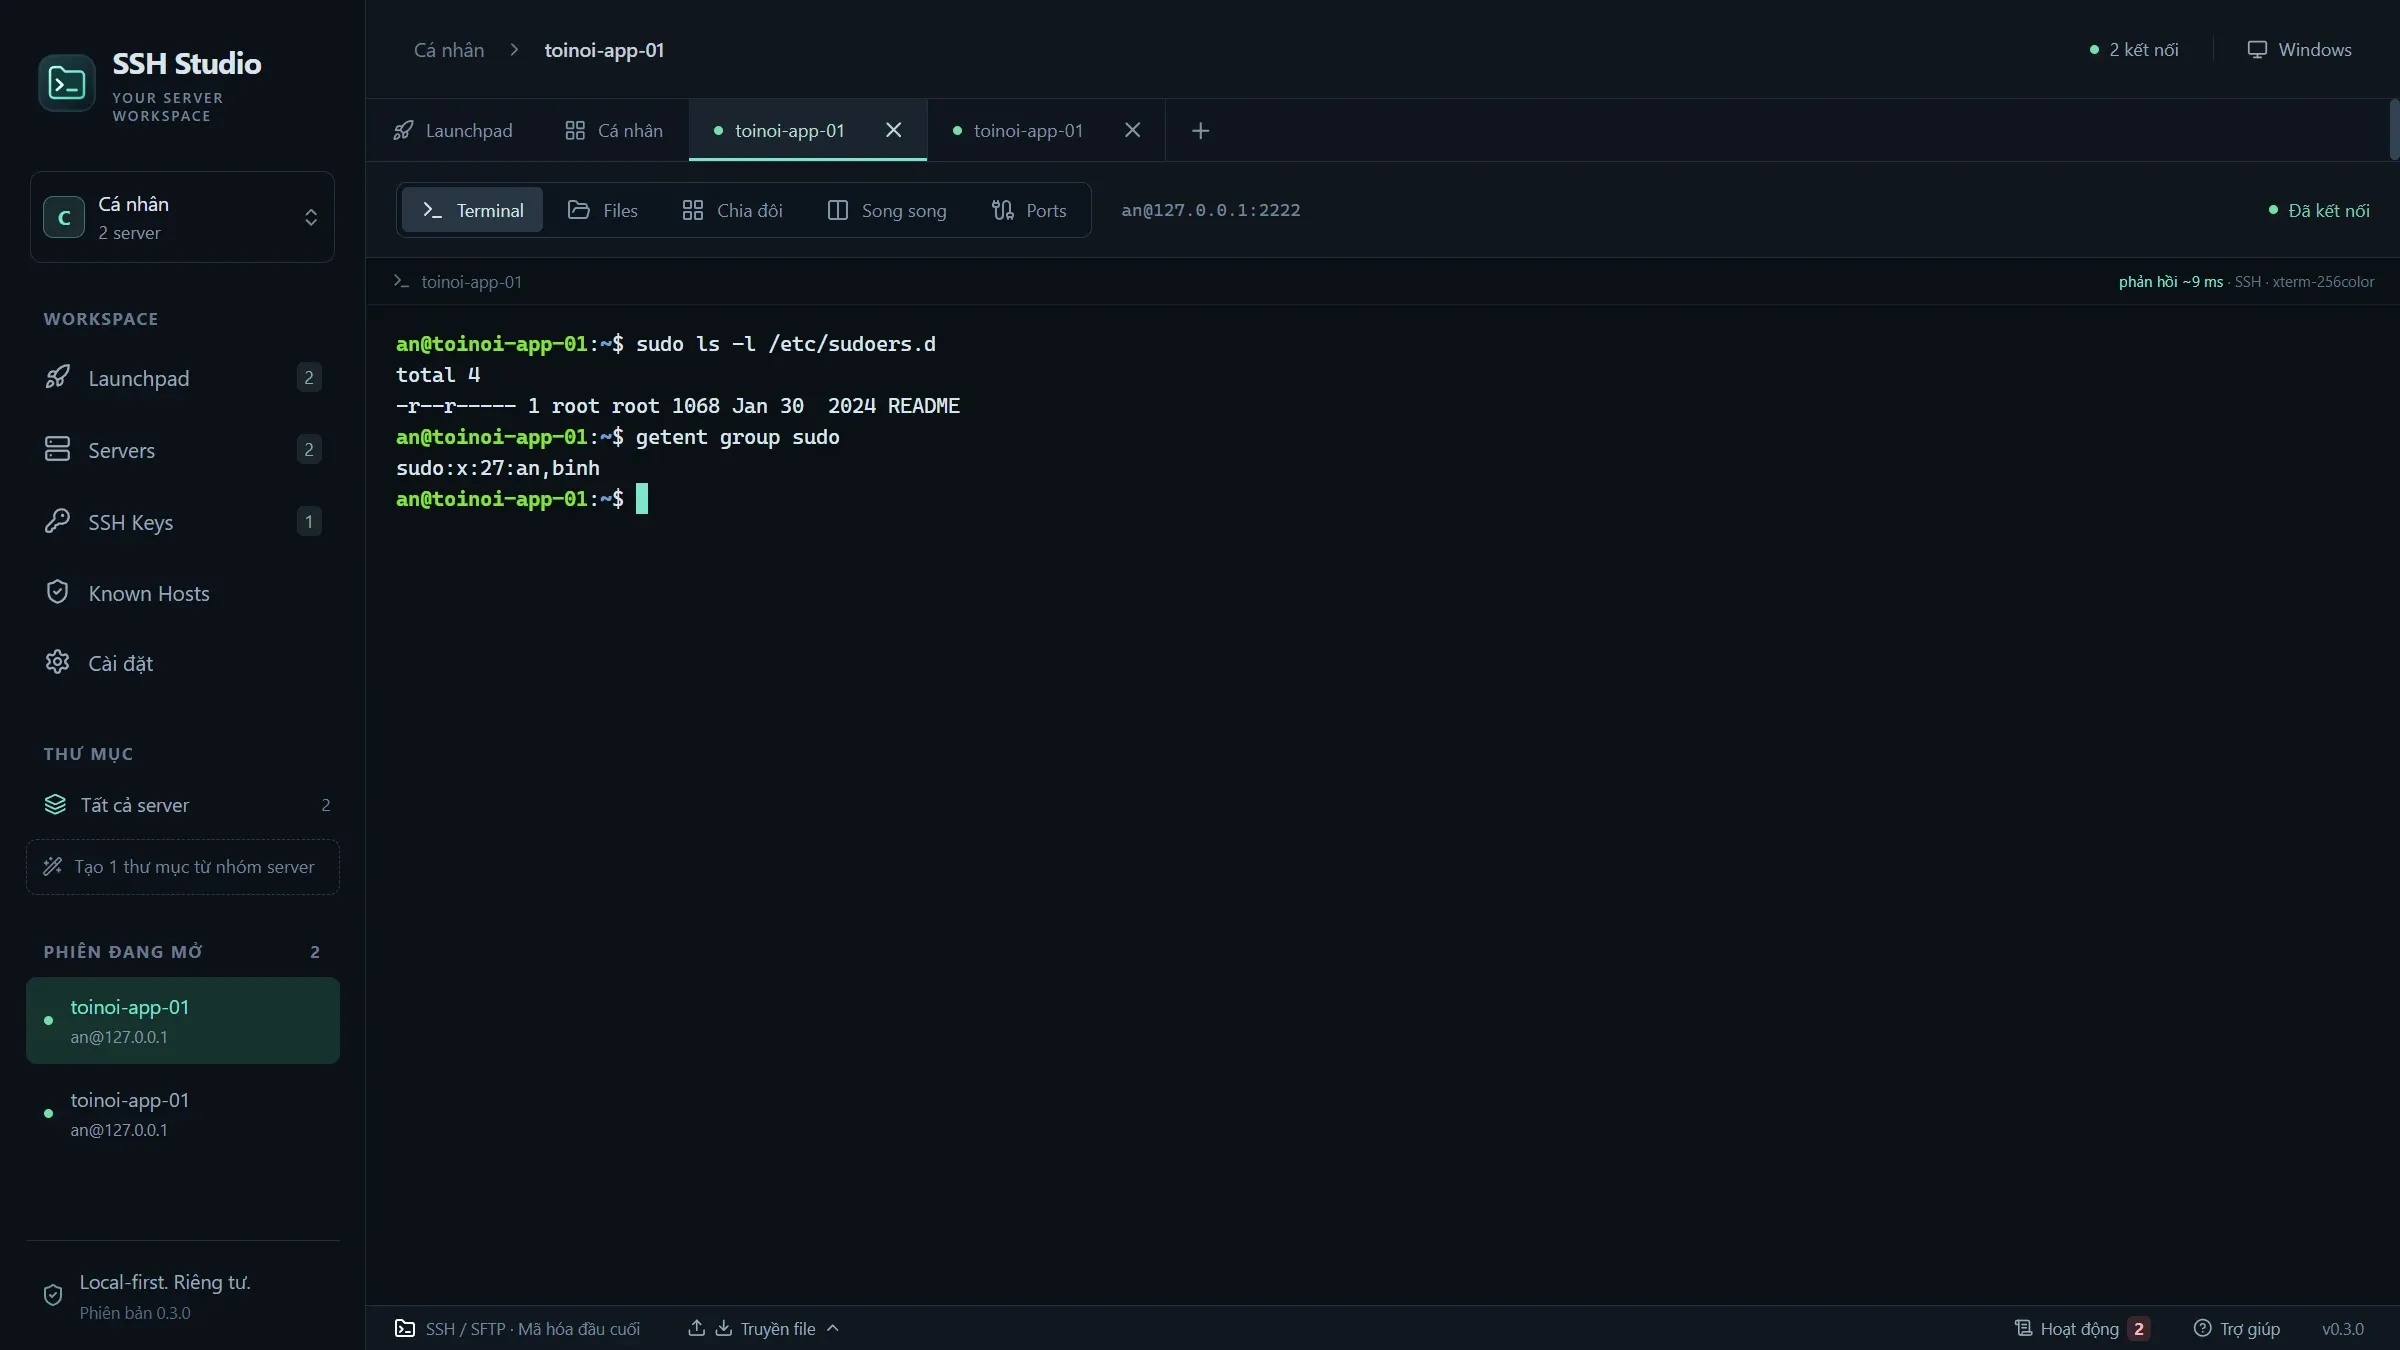 SSH Studio
YOUR SERVER
WORKSPACE
C
Cá nhân
2 server
WORKSPACE
Launchpad 2
Servers 2
SSH Keys 1
Known Hosts
Cài đặt
THƯ MỤC
Tất cả server 2
Tạo 1 thư mục từ nhóm server
PHIÊN ĐANG MỞ 2
toinoi-app-01
an@127.0.0.1
toinoi-app-01
an@127.0.0.1
Local-first. Riêng tư.
Phiên bản 0.3.0
Cá nhân > toinoi-app-01
2 kết nối
Windows
Launchpad
Cá nhân
toinoi-app-01
toinoi-app-01
Terminal
Files
Chia đôi
Song song
Ports
an@127.0.0.1:2222
Đã kết nối
toinoi-app-01
phản hồi ~9 ms · SSH · xterm-256color
an@toinoi-app-01:~$ sudo ls -l /etc/sudoers.d
total 4
-r--r----- 1 root root 1068 Jan 30  2024 README
an@toinoi-app-01:~$ getent group sudo
sudo:x:27:an,binh
an@toinoi-app-01:~$
SSH / SFTP · Mã hóa đầu cuối
Truyền file
Hoạt động 2
Trợ giúp
v0.3.0